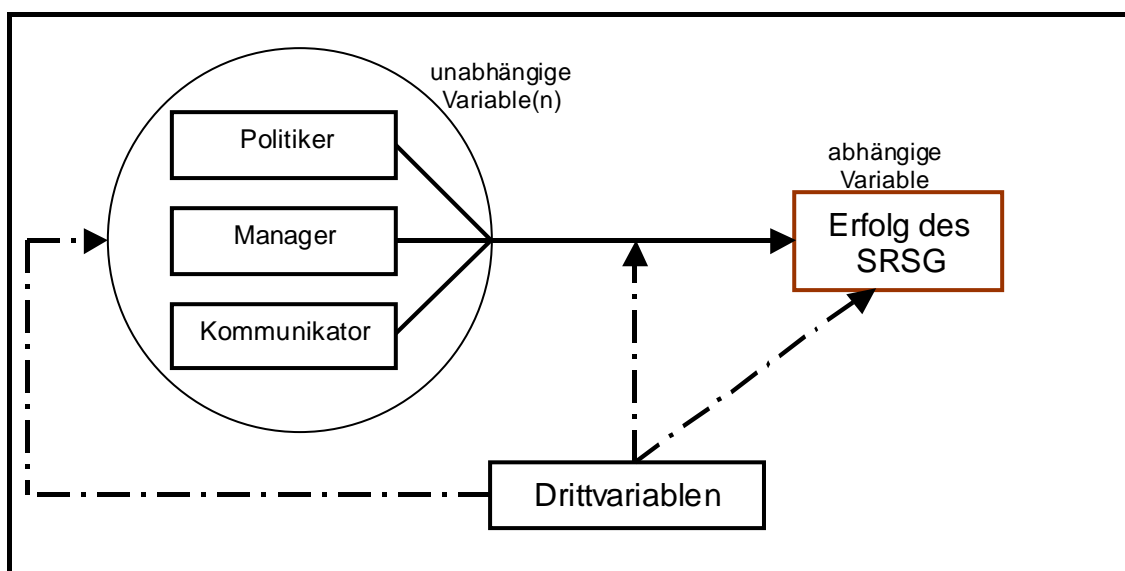 unabhängige
Variable(n)
Politiker
Manager
Kommunikator
abhängige
Variable
Erfolg des
SRSG
Drittvariablen